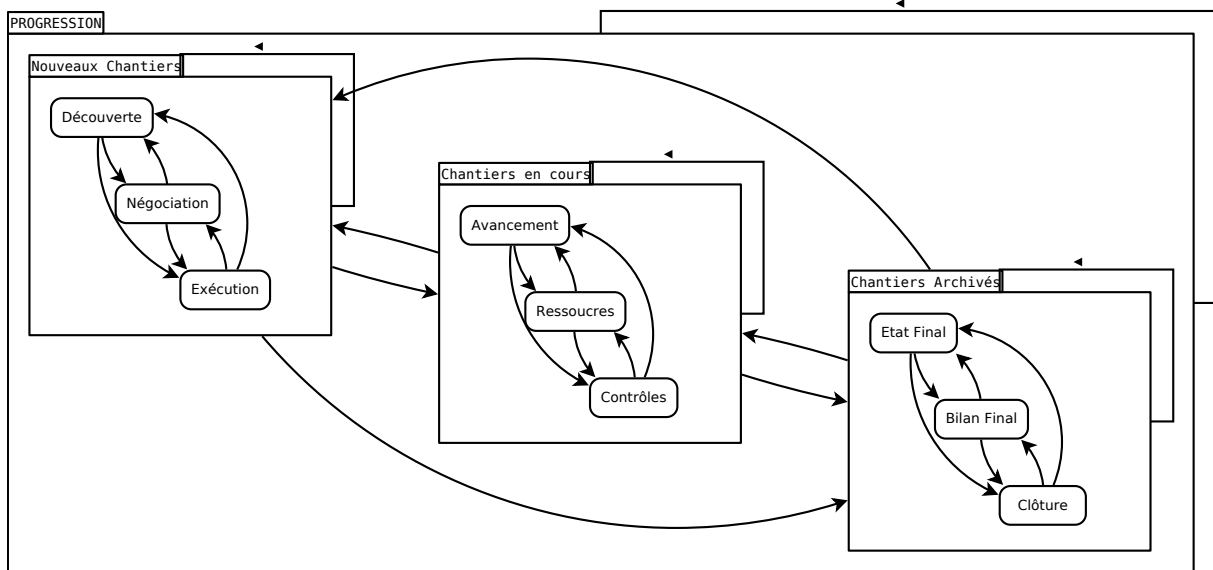 PROGRESSION
Nouveaux Chantiers
Découverte
Négociation
Exécution
Chantiers en cours
Avancement
Ressoucres
Contrôles
Chantiers Archivés
Etat Final
Bilan Final
Clôture